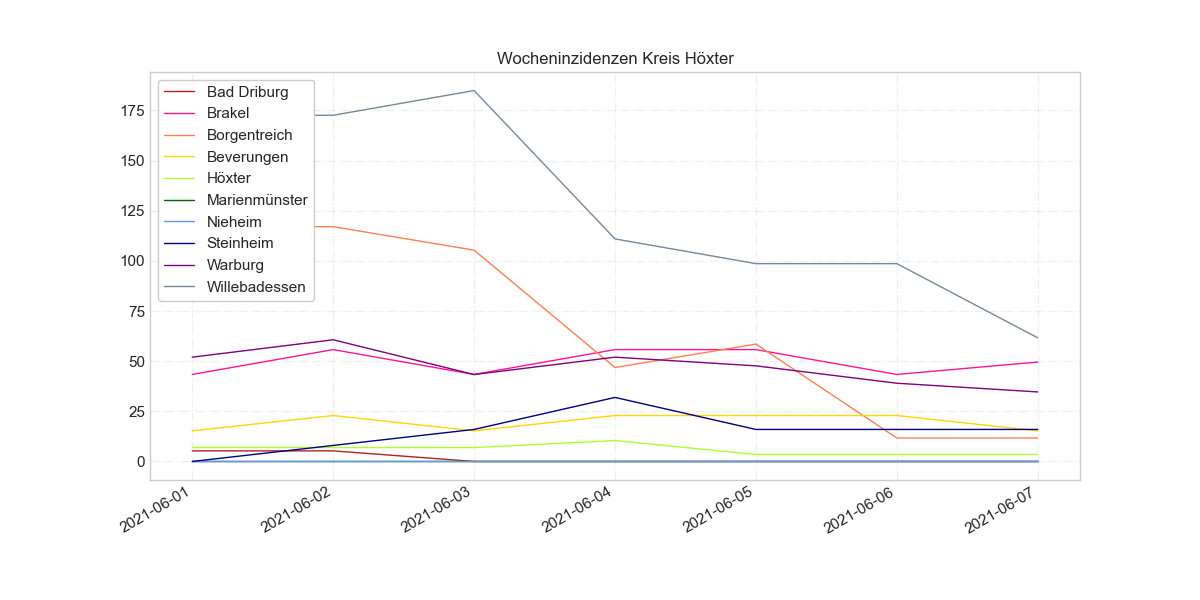 Wocheninzidenzen Kreis Höxter
Bad Driburg
Brakel
Borgentreich
Beverungen
Höxter
Marienmünster
Nieheim
Steinheim
Warburg
Willebadessen
175
150
125
100
75
50
25
0
2021-06-01
2021-06-02
2021-06-03
2021-06-04
2021-06-05
2021-06-06
2021-06-07